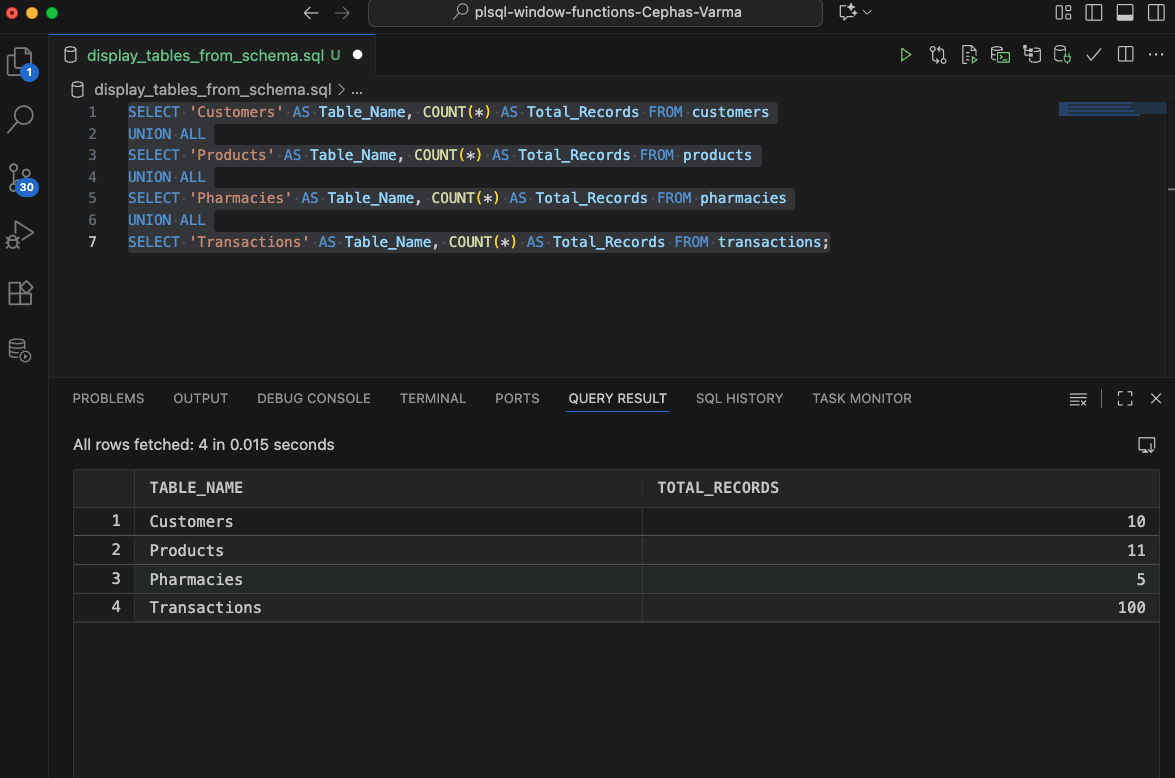 plsql-window-functions-Cephas-Varma
1
30
display_tables_from_schema.sql U
display_tables_from_schema.sql > ...
1 SELECT 'Customers' AS Table_Name, COUNT(*) AS Total_Records FROM customers
2 UNION ALL
3 SELECT 'Products' AS Table_Name, COUNT(*) AS Total_Records FROM products
4 UNION ALL
5 SELECT 'Pharmacies' AS Table_Name, COUNT(*) AS Total_Records FROM pharmacies
6 UNION ALL
7 SELECT 'Transactions' AS Table_Name, COUNT(*) AS Total_Records FROM transactions;
PROBLEMS OUTPUT DEBUG CONSOLE TERMINAL PORTS QUERY RESULT SQL HISTORY TASK MONITOR
All rows fetched: 4 in 0.015 seconds
TABLE_NAME TOTAL_RECORDS
1 Customers 10
2 Products 11
3 Pharmacies 5
4 Transactions 100